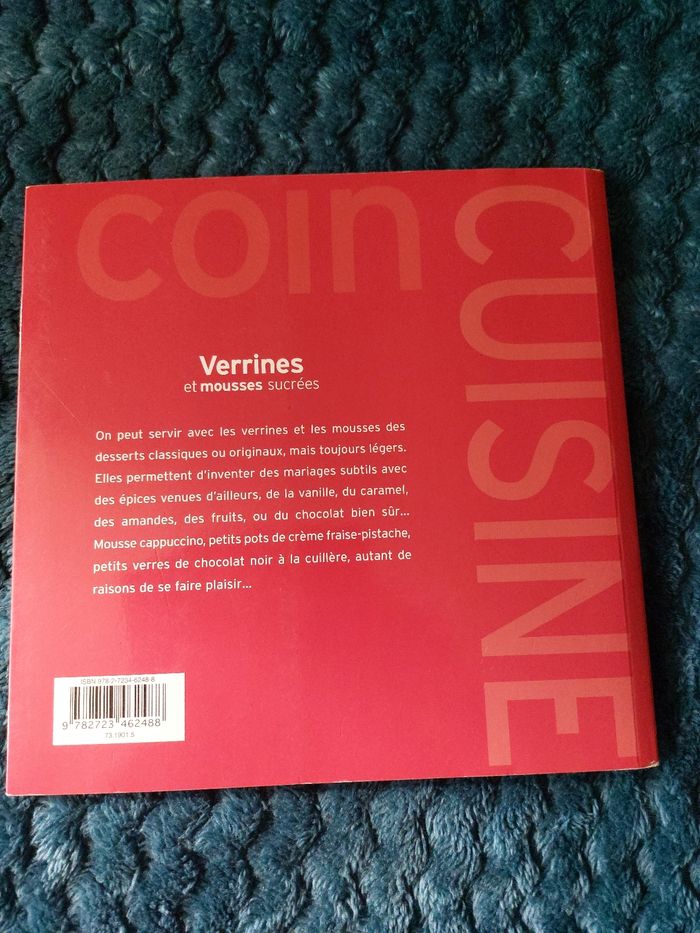 coin
CUISINE
Verrines
et mousses sucrées
On peut servir avec les verrines et les mousses des
desserts classiques ou originaux, mais toujours légers.
Elles permettent d'inventer des mariages subtils avec
des épices venues d'ailleurs, de la vanille, du caramel,
des amandes, des fruits, ou du chocolat bien sûr...
Mousse cappuccino, petits pots de crème fraise-pistache,
petits verres de chocolat noir à la cuillère, autant de
raisons de se faire plaisir...
ISBN 978-2-7234-6248-8
9 782723 462488
73.1901.5